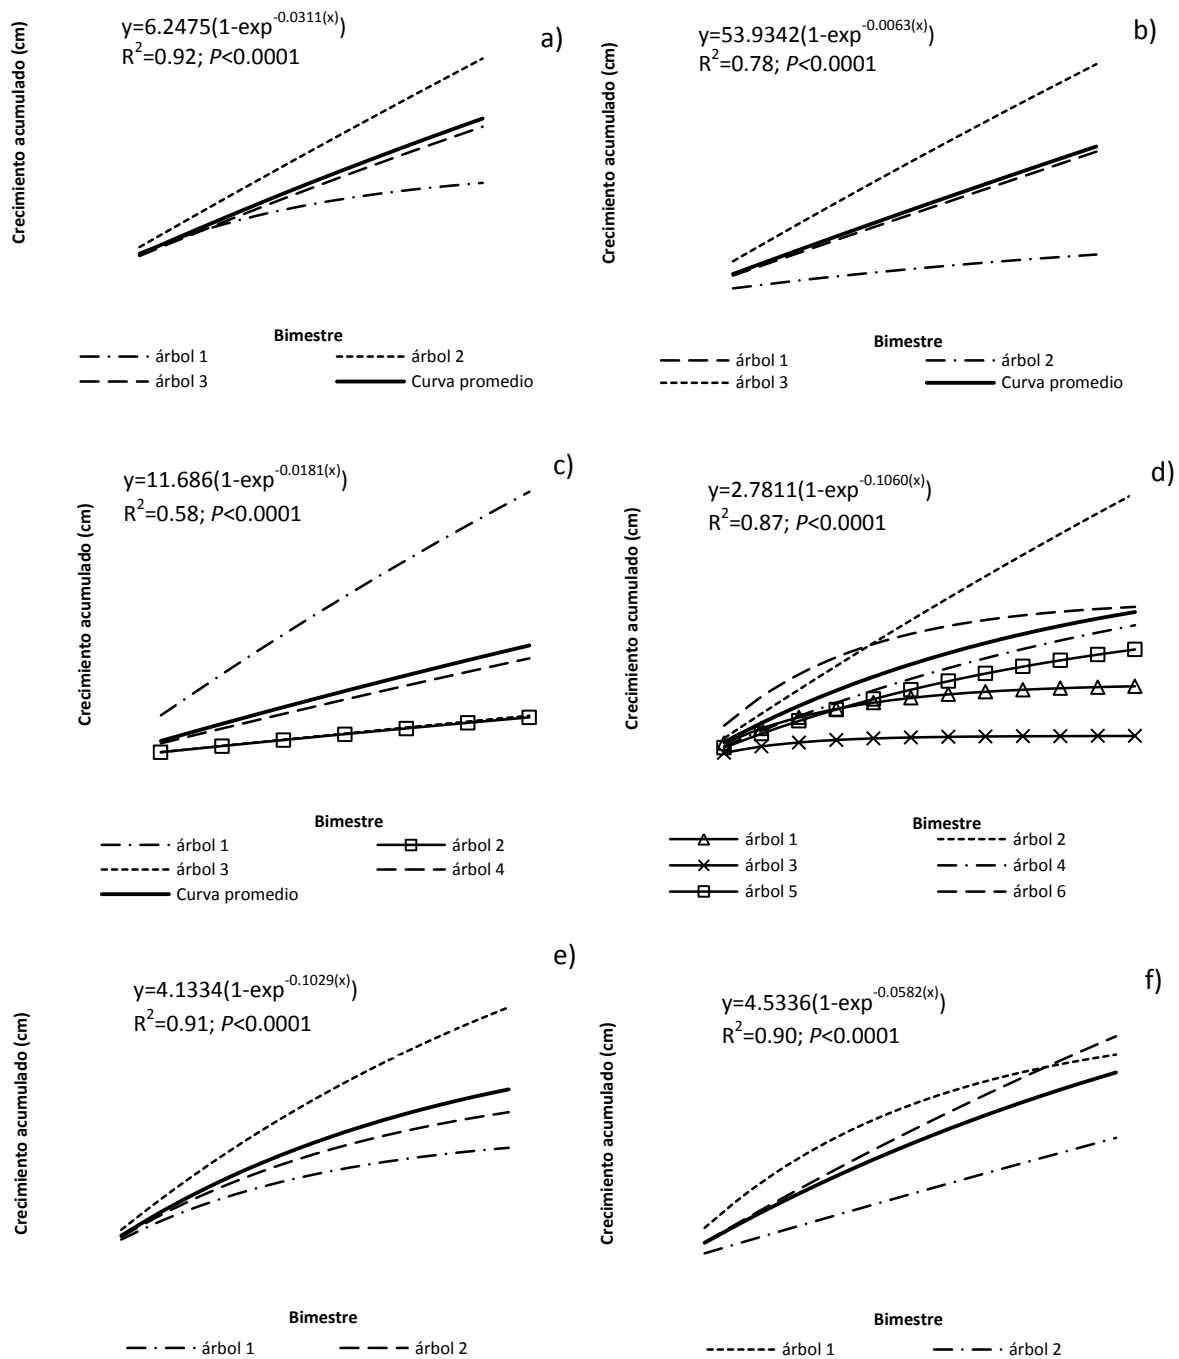 y=6.2475(1-exp^-0.0311(x))
R²=0.92; P<0.0001
a)
Crecimiento acumulado (cm)
Bimestre
árbol 1
árbol 2
árbol 3
Curva promedio
y=53.9342(1-exp^-0.0063(x))
R²=0.78; P<0.0001
b)
Crecimiento acumulado (cm)
Bimestre
árbol 1
árbol 2
árbol 3
Curva promedio
y=11.686(1-exp^-0.0181(x))
R²=0.58; P<0.0001
c)
Crecimiento acumulado (cm)
Bimestre
árbol 1
árbol 2
árbol 3
árbol 4
Curva promedio
y=2.7811(1-exp^-0.1060(x))
R²=0.87; P<0.0001
d)
Crecimiento acumulado (cm)
Bimestre
árbol 1
árbol 2
árbol 3
árbol 4
árbol 5
árbol 6
y=4.1334(1-exp^-0.1029(x))
R²=0.91; P<0.0001
e)
Crecimiento acumulado (cm)
Bimestre
árbol 1
árbol 2
y=4.5336(1-exp^-0.0582(x))
R²=0.90; P<0.0001
f)
Crecimiento acumulado (cm)
Bimestre
árbol 1
árbol 2